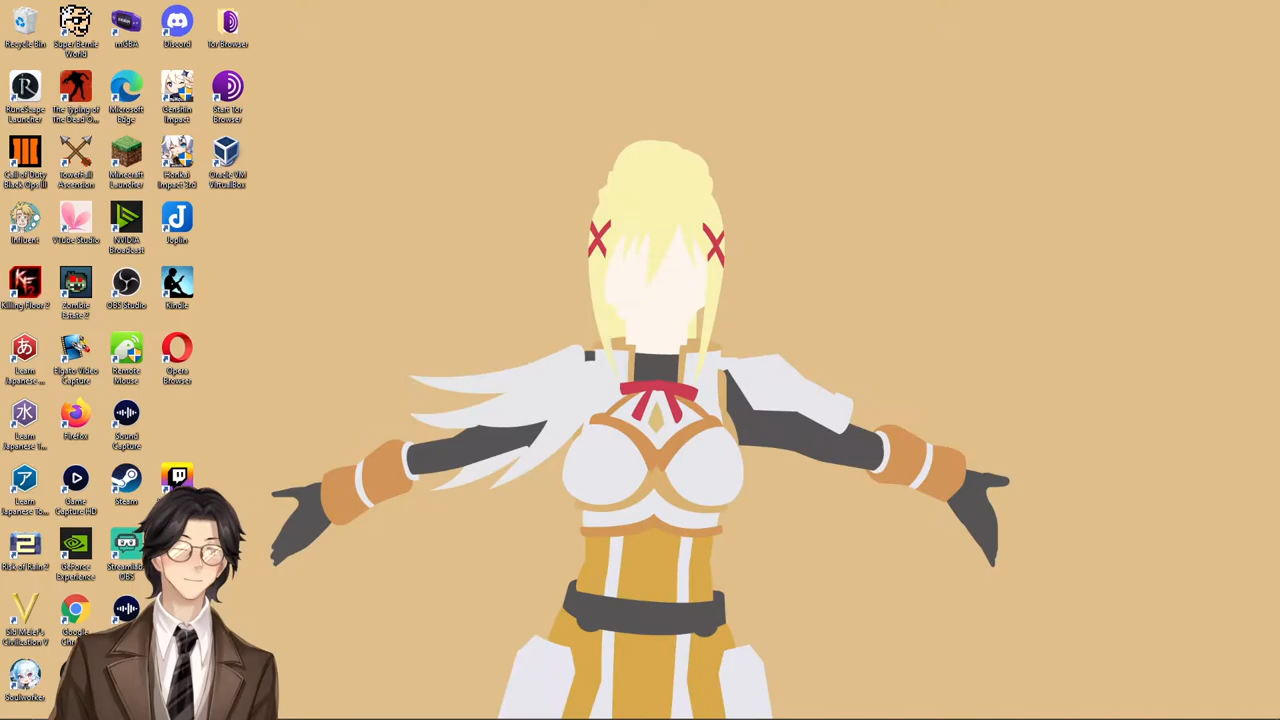 Recycle Bin
Super Bernie
World
mGBA
Discord
Tor Browser
RuneScape
Launcher
The Typing of
The Dead O...
Microsoft
Edge
Genshin
Impact
Start Tor
Browser
Call of Duty
Black Ops III
TowerFall
Ascension
Minecraft
Launcher
Honkai
Impact 3rd
Oracle VM
VirtualBox
Influent
VTube Studio
NVIDIA
Broadcast
Joplin
Killing Floor 2
Zombie
Estate 2
OBS Studio
Kindle
Learn
Japanese ...
Elgato Video
Capture
Remote
Mouse
Opera
Browser
Learn
Japanese T...
Firefox
Sound
Capture
Learn
Japanese To...
Game
Capture HD
Steam
Risk of Rain 2
GeForce
Experience
Streamlabs
OBS
Sid Meier's
Civilization V
Google
Soulworker